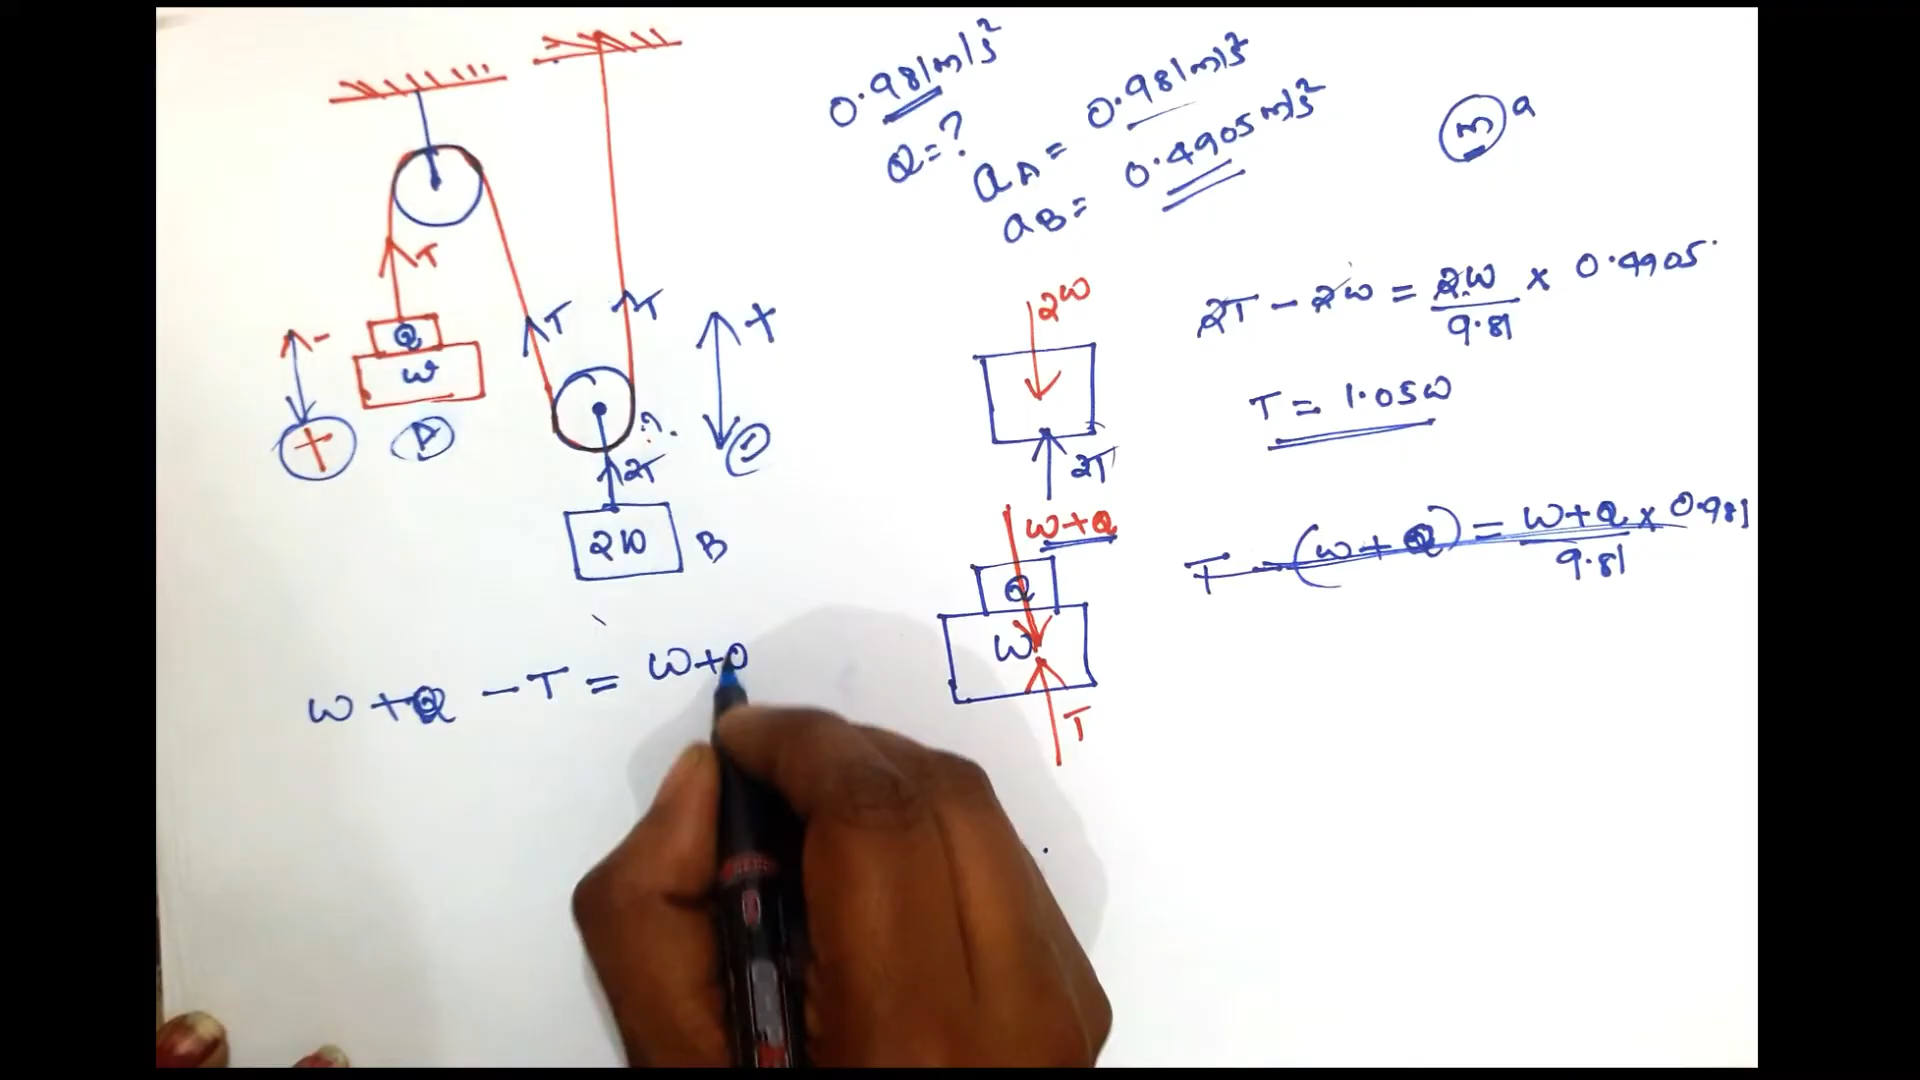 0.981m/s²
Q=?
aA = 0.981m/s²
aB = 0.4905m/s²
m a
T
Q
W
A
- 
+
T
T
+
?.
2T
2W
B
2W
2T
W+Q
Q
W
T
2T - 2W = 2W/9.81 × 0.4905
T = 1.05W
T - (W + Q) = W+Q/9.81 × 0.981
W + Q - T = W+Q